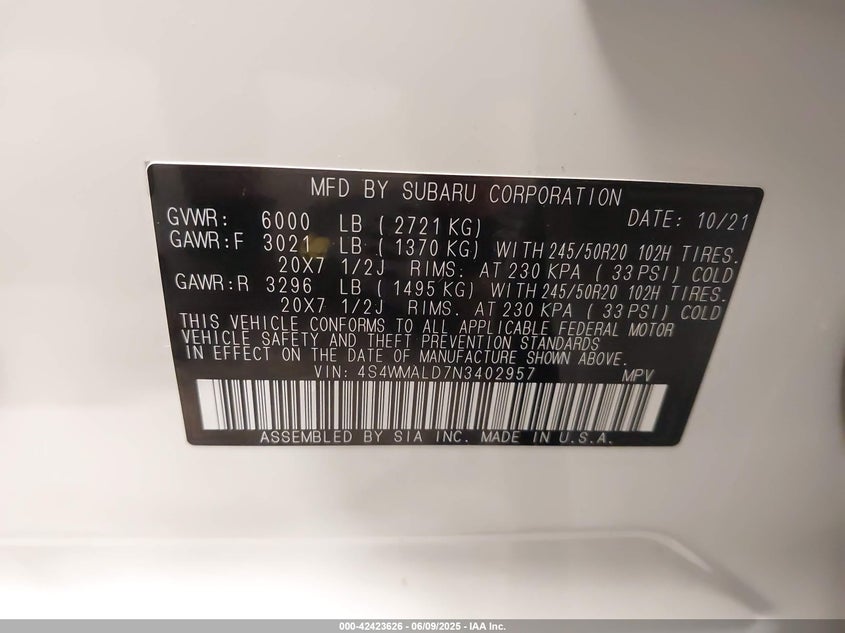 MFD BY SUBARU CORPORATION
GVWR: 6000 LB ( 2721 KG) DATE: 10/21
GAWR:F 3021 LB ( 1370 KG) WITH 245/50R20 102H TIRES.
20X7 1/2J RIMS: AT 230 KPA ( 33 PSI) COLD
GAWR:R 3296 LB ( 1495 KG) WITH 245/50R20 102H TIRES.
20X7 1/2J RIMS. AT 230 KPA ( 33 PSI) COLD
THIS VEHICLE CONFORMS TO ALL APPLICABLE FEDERAL MOTOR
VEHICLE SAFETY AND THEFT PREVENTION STANDARDS
IN EFFECT ON THE DATE OF MANUFACTURE SHOWN ABOVE.
VIN: 4S4WMALD7N3402957 MPV
ASSEMBLED BY SIA INC. MADE IN U.S.A.
000-42423626 - 06/09/2025 - IAA Inc.